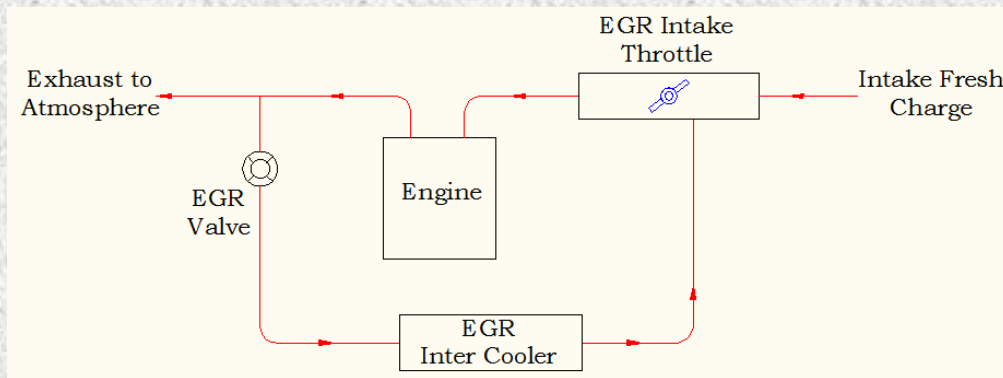 EGR Intake
Throttle
Exhaust to
Atmosphere
Intake Fresh
Charge
Engine
EGR
Valve
EGR
Inter Cooler